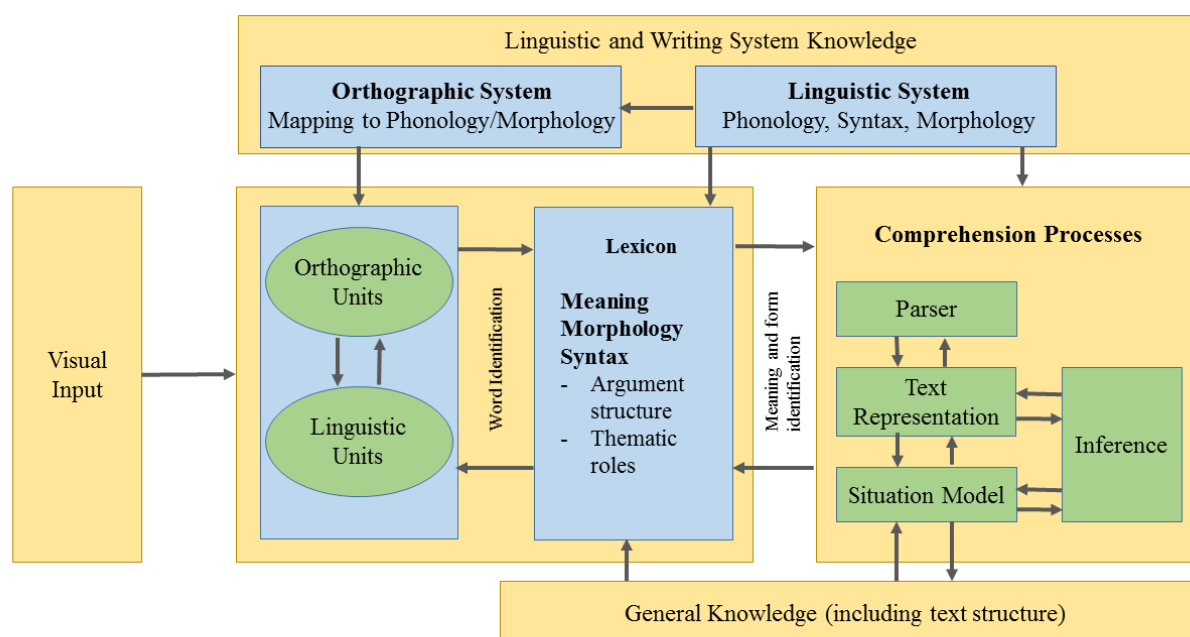 Linguistic and Writing System Knowledge
Orthographic System
Mapping to Phonology/Morphology
Linguistic System
Phonology, Syntax, Morphology
Visual
Input
Orthographic
Units
Linguistic
Units
Word Identification
Lexicon
Meaning
Morphology
Syntax
- Argument
structure
- Thematic
roles
Meaning and form
identification
Comprehension Processes
Parser
Text
Representation
Situation Model
Inference
General Knowledge (including text structure)